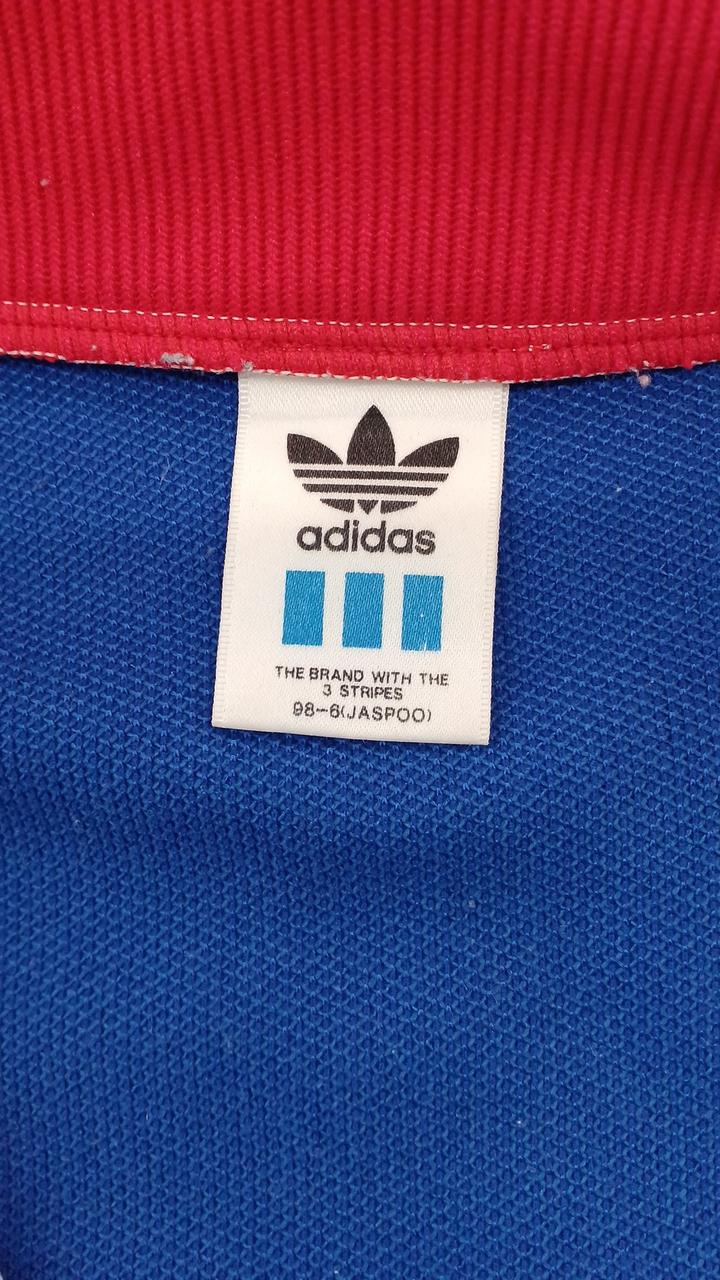 adidas
THE BRAND WITH THE
3 STRIPES
98-6(JASPOO)